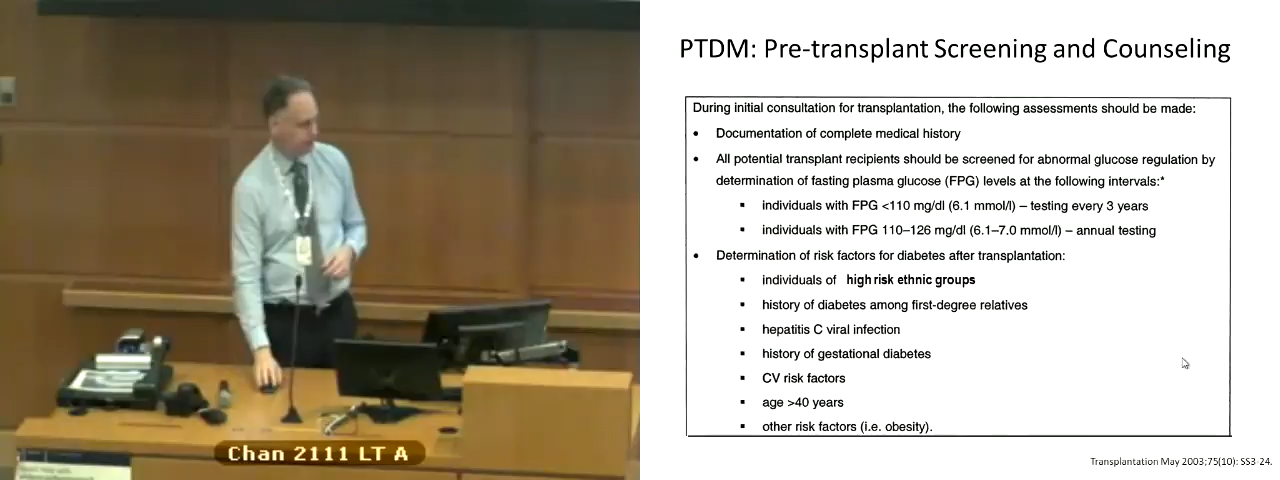 PTDM: Pre-transplant Screening and Counseling
During initial consultation for transplantation, the following assessments should be made:
• Documentation of complete medical history
• All potential transplant recipients should be screened for abnormal glucose regulation by
determination of fasting plasma glucose (FPG) levels at the following intervals:*
▪ individuals with FPG <110 mg/dl (6.1 mmol/l) – testing every 3 years
▪ individuals with FPG 110–126 mg/dl (6.1–7.0 mmol/l) – annual testing
• Determination of risk factors for diabetes after transplantation:
▪ individuals of high risk ethnic groups
▪ history of diabetes among first-degree relatives
▪ hepatitis C viral infection
▪ history of gestational diabetes
▪ CV risk factors
▪ age >40 years
▪ other risk factors (i.e. obesity).
Transplantation May 2003;75(10): SS3-24.
Chan 2111 LT A